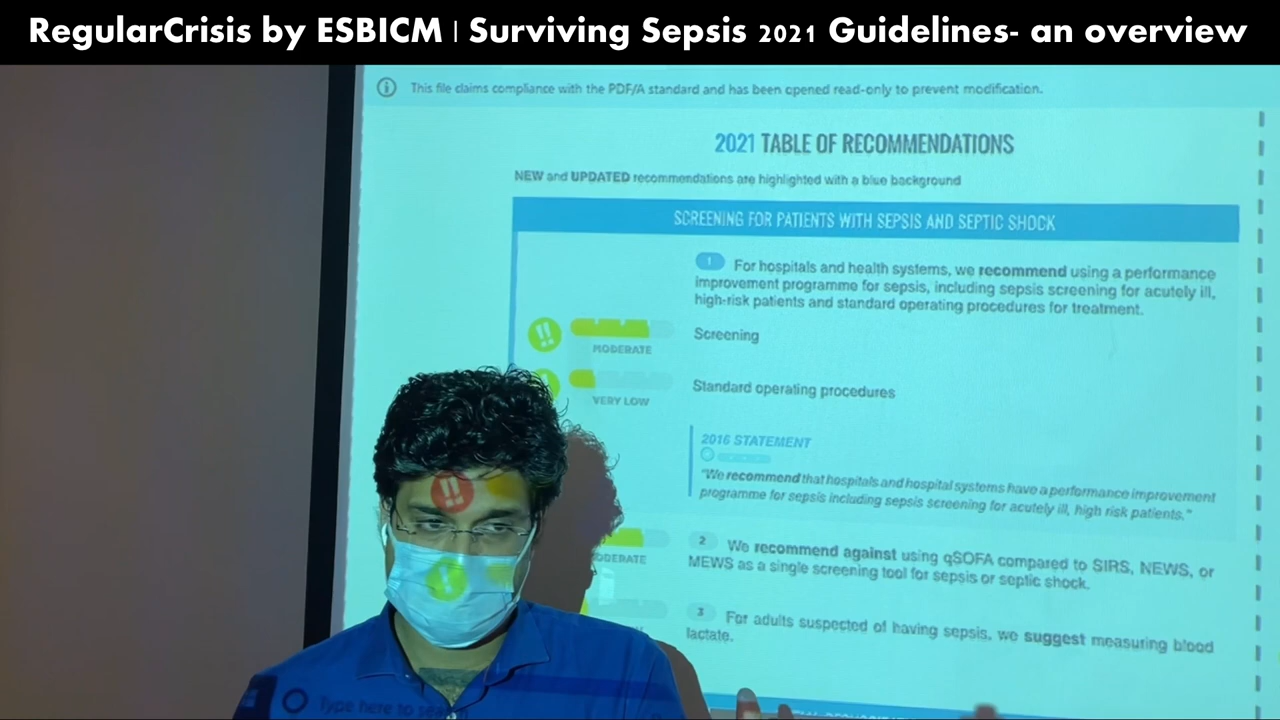 RegularCrisis by ESBICM | Surviving Sepsis 2021 Guidelines- an overview
This file claims compliance with the PDF/A standard and has been opened read-only to prevent modification.
2021 TABLE OF RECOMMENDATIONS
NEW and UPDATED recommendations are highlighted with a blue background
SCREENING FOR PATIENTS WITH SEPSIS AND SEPTIC SHOCK
1 For hospitals and health systems, we recommend using a performance
improvement programme for sepsis, including sepsis screening for acutely ill,
high-risk patients and standard operating procedures for treatment.
!! MODERATE Screening
VERY LOW Standard operating procedures
2016 STATEMENT
"We recommend that hospitals and hospital systems have a performance improvement
programme for sepsis including sepsis screening for acutely ill, high risk patients."
2 We recommend against using qSOFA compared to SIRS, NEWS, or
MEWS as a single screening tool for sepsis or septic shock.
3 For adults suspected of having sepsis, we suggest measuring blood
lactate.
!!
!
Type here to